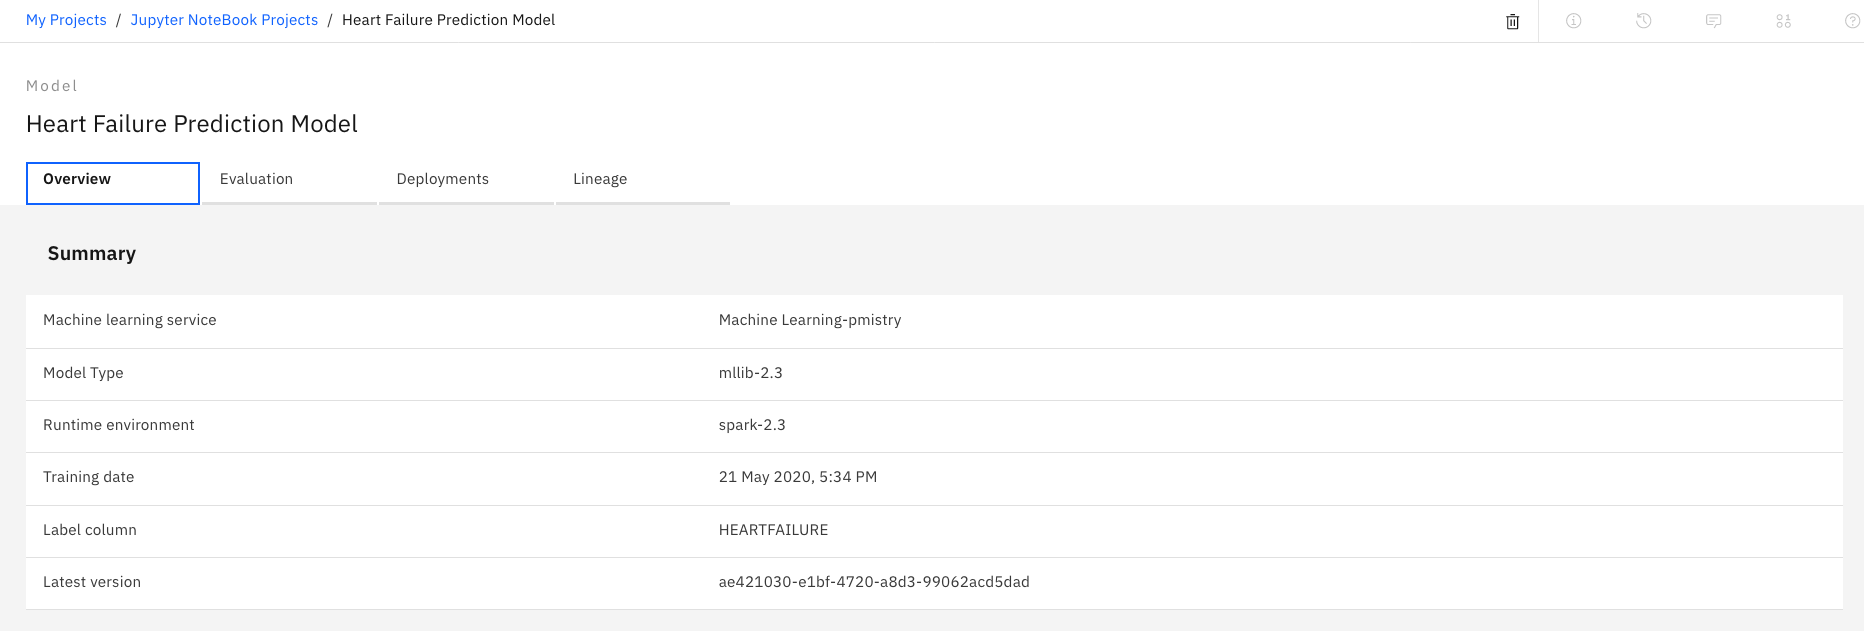 My Projects / Jupyter NoteBook Projects / Heart Failure Prediction Model
Model
Heart Failure Prediction Model
Overview Evaluation Deployments Lineage
Summary
Machine learning service Machine Learning-pmistry
Model Type mllib-2.3
Runtime environment spark-2.3
Training date 21 May 2020, 5:34 PM
Label column HEARTFAILURE
Latest version ae421030-e1bf-4720-a8d3-99062acd5dad